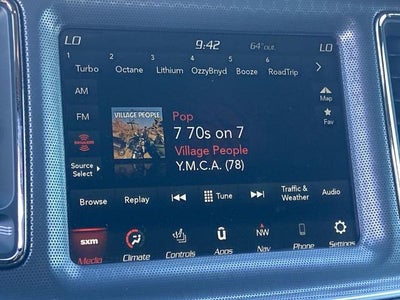 LO 9:42 64°out. LO
1 2 3 4 5 6
Turbo Octane Lithium OzzyBnyd Booze RoadTrip
AM
FM
Source
Select
VILLAGE PEOPLE
Pop
7 70s on 7
Village People
Y.M.C.A. (78)
Map
Fav
Browse Replay Tune Traffic & Weather Audio
sxm NW
Media Climate Controls Apps Nav Phone Settings